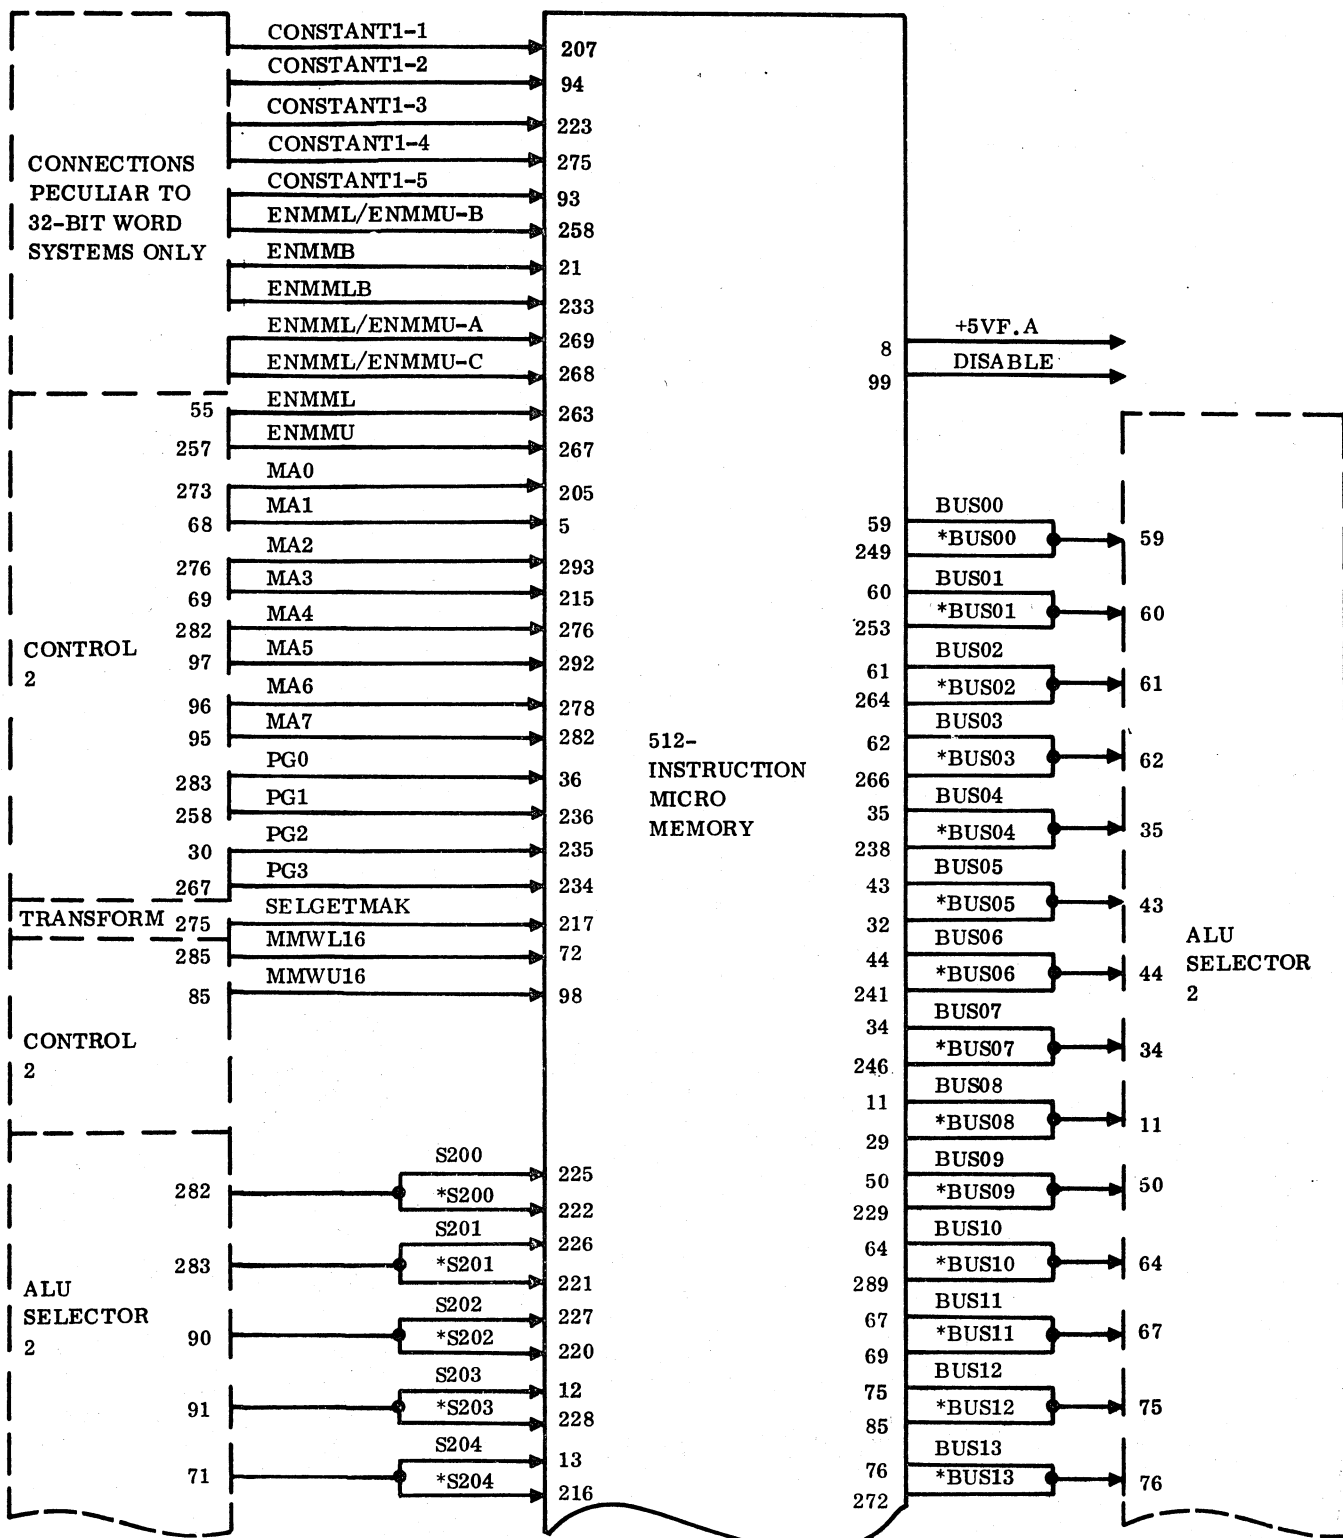 CONNECTIONS
PECULIAR TO
32-BIT WORD
SYSTEMS ONLY
CONSTANT1-1 207
CONSTANT1-2 94
CONSTANT1-3 223
CONSTANT1-4 275
CONSTANT1-5 93
ENMML/ENMMU-B 258
ENMMB 21
ENMMLB 233
ENMML/ENMMU-A 269
ENMML/ENMMU-C 268
CONTROL
2
55 ENMML 263
257 ENMMU 267
273 MA0 205
68 MA1 5
276 MA2 293
69 MA3 215
282 MA4 276
97 MA5 292
96 MA6 278
95 MA7 282
283 PG0 36
258 PG1 236
30 PG2 235
267 PG3 234
TRANSFORM 275 SELGETMAK 217
285 MMWL16 72
85 MMWU16 98
CONTROL
2
ALU
SELECTOR
2
S200 225
282 *S200 222
S201 226
283 *S201 221
S202 227
90 *S202 220
S203 12
91 *S203 228
S204 13
71 *S204 216
512-
INSTRUCTION
MICRO
MEMORY
8 +5VF.A
99 DISABLE
59 BUS00
249 *BUS00 59
60 BUS01
253 *BUS01 60
61 BUS02
264 *BUS02 61
62 BUS03
266 *BUS03 62
35 BUS04
238 *BUS04 35
43 BUS05
32 *BUS05 43
44 BUS06
241 *BUS06 44
34 BUS07
246 *BUS07 34
11 BUS08
29 *BUS08 11
50 BUS09
229 *BUS09 50
64 BUS10
289 *BUS10 64
67 BUS11
69 *BUS11 67
75 BUS12
85 *BUS12 75
76 BUS13
272 *BUS13 76
ALU
SELECTOR
2